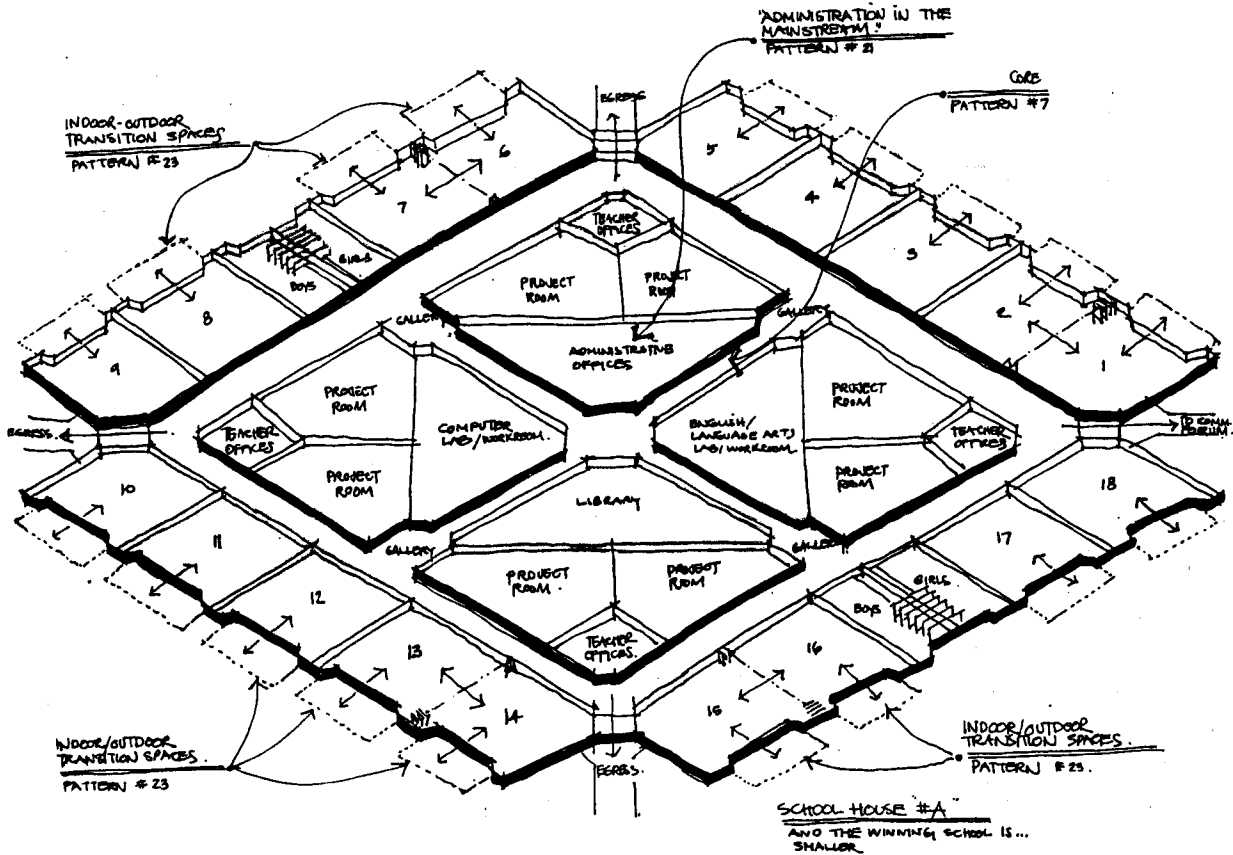 "ADMINISTRATION IN THE
MAINSTREAM."
PATTERN # 21
CORE
PATTERN #7
INDOOR-OUTDOOR
TRANSITION SPACES
PATTERN # 23
EGRESS
6
5
7
4
TEACHER
OFFICES
GIRLS
BOYS
PROJECT
ROOM
PROJECT
ROOM
3
8
2
GALLERY
GALLERY
ADMINISTRATIVE
OFFICES
9
1
PROJECT
ROOM
PROJECT
ROOM
EGRESS.
TEACHER
OFFICES
COMPUTER
LAB/WORKROOM.
ENGLISH/
LANGUAGE ARTS
LAB/WORKROOM
TEACHER
OFFICES
TO COMM.
FORUM.
PROJECT
ROOM
PROJECT
ROOM
10
18
LIBRARY
11
17
GALLERY
GALLERY
PROJECT
ROOM.
PROJECT
ROOM
GIRLS
BOYS
12
TEACHER
OFFICES.
13
16
14
15
EGRESS.
INDOOR/OUTDOOR
TRANSITION SPACES.
PATTERN # 23
INDOOR/OUTDOOR
TRANSITION SPACES.
PATTERN # 23.
SCHOOL HOUSE "#A"
AND THE WINNING SCHOOL IS...
SMALLER